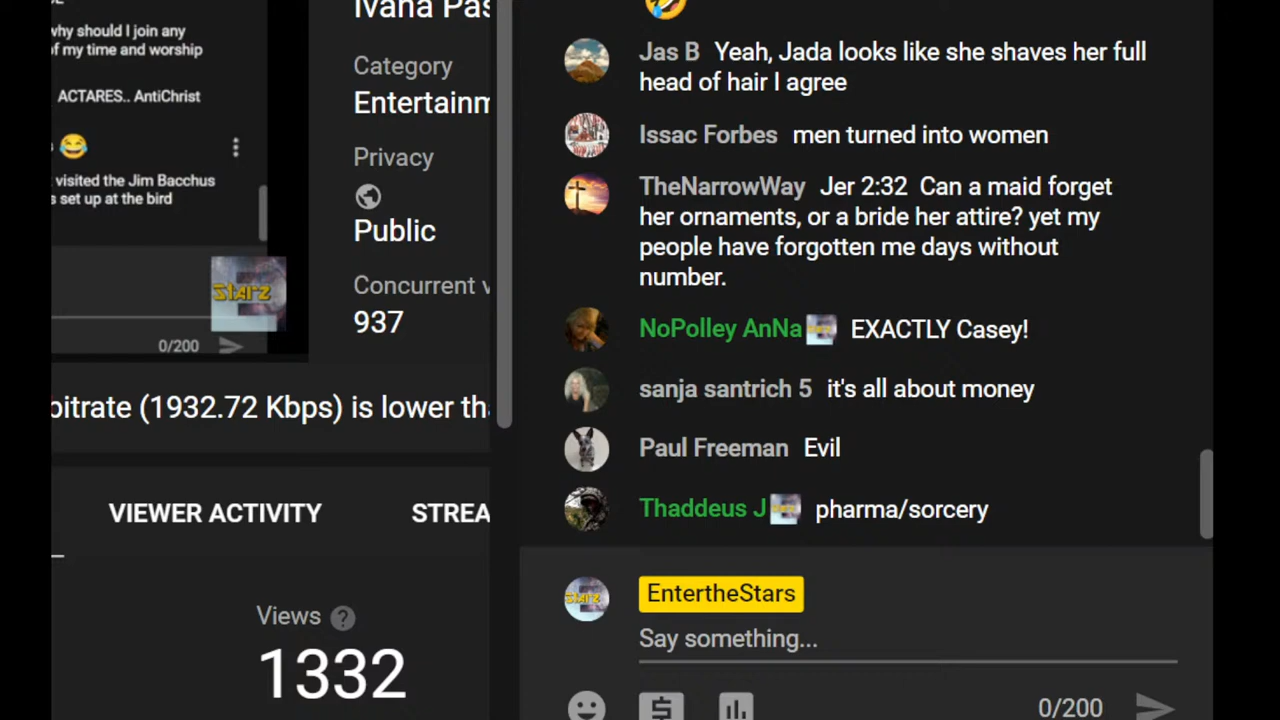 why should I join any
of my time and worship
ACTARES.. AntiChrist
visited the Jim Bacchus
s set up at the bird
Starz
0/200
Ivana Pas
Category
Entertainm
Privacy
Public
Concurrent v
937
bitrate (1932.72 Kbps) is lower tha
VIEWER ACTIVITY
STREA
Views
1332
Jas B Yeah, Jada looks like she shaves her full
head of hair I agree
Issac Forbes men turned into women
TheNarrowWay Jer 2:32 Can a maid forget
her ornaments, or a bride her attire? yet my
people have forgotten me days without
number.
NoPolley AnNa EXACTLY Casey!
sanja santrich 5 it's all about money
Paul Freeman Evil
Thaddeus J pharma/sorcery
EntertheStars
Say something...
0/200